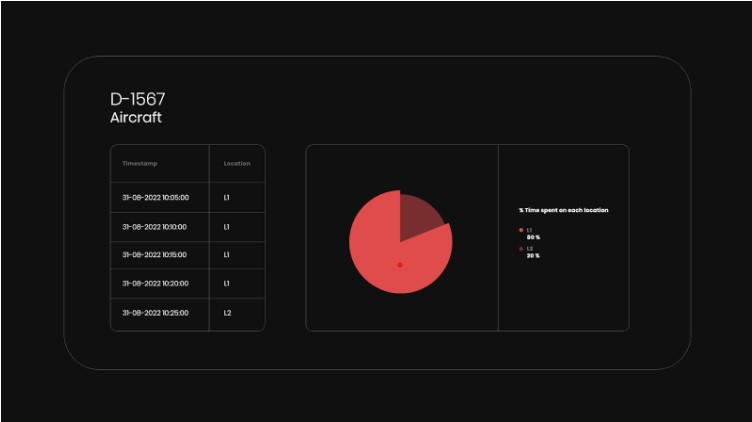 D-1567
Aircraft
Timestamp Location
31-08-2022 10:05:00 L1
31-08-2022 10:10:00 L1
31-08-2022 10:15:00 L1
31-08-2022 10:20:00 L1
31-08-2022 10:25:00 L2
% Time spent on each location
L1
80 %
L2
20 %